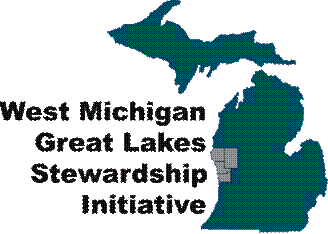 West Michigan
Great Lakes
Stewardship
Initiative